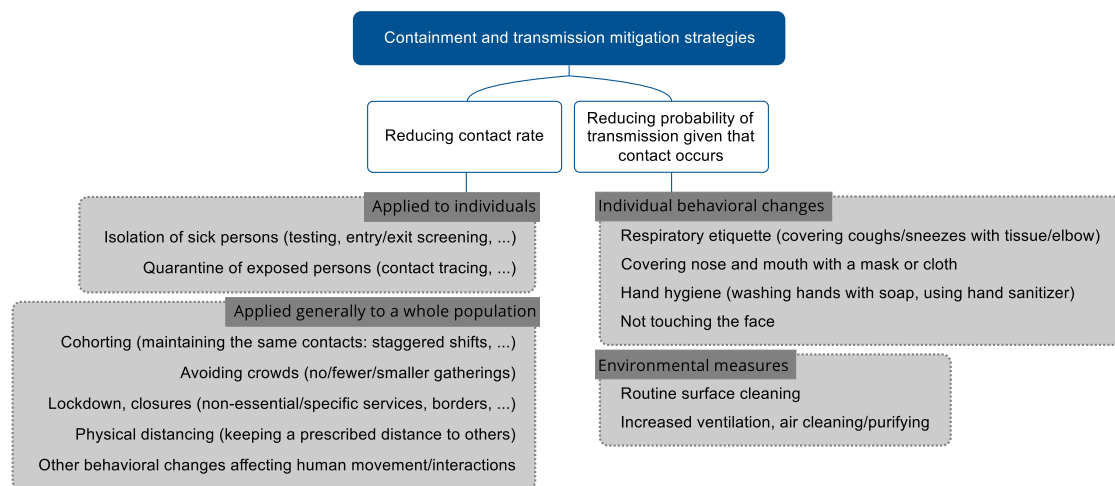 Containment and transmission mitigation strategies
Reducing contact rate
Reducing probability of
transmission given that
contact occurs
Applied to individuals
Isolation of sick persons (testing, entry/exit screening, ...)
Quarantine of exposed persons (contact tracing, ...)
Applied generally to a whole population
Cohorting (maintaining the same contacts: staggered shifts, ...)
Avoiding crowds (no/fewer/smaller gatherings)
Lockdown, closures (non-essential/specific services, borders, ...)
Physical distancing (keeping a prescribed distance to others)
Other behavioral changes affecting human movement/interactions
Individual behavioral changes
Respiratory etiquette (covering coughs/sneezes with tissue/elbow)
Covering nose and mouth with a mask or cloth
Hand hygiene (washing hands with soap, using hand sanitizer)
Not touching the face
Environmental measures
Routine surface cleaning
Increased ventilation, air cleaning/purifying